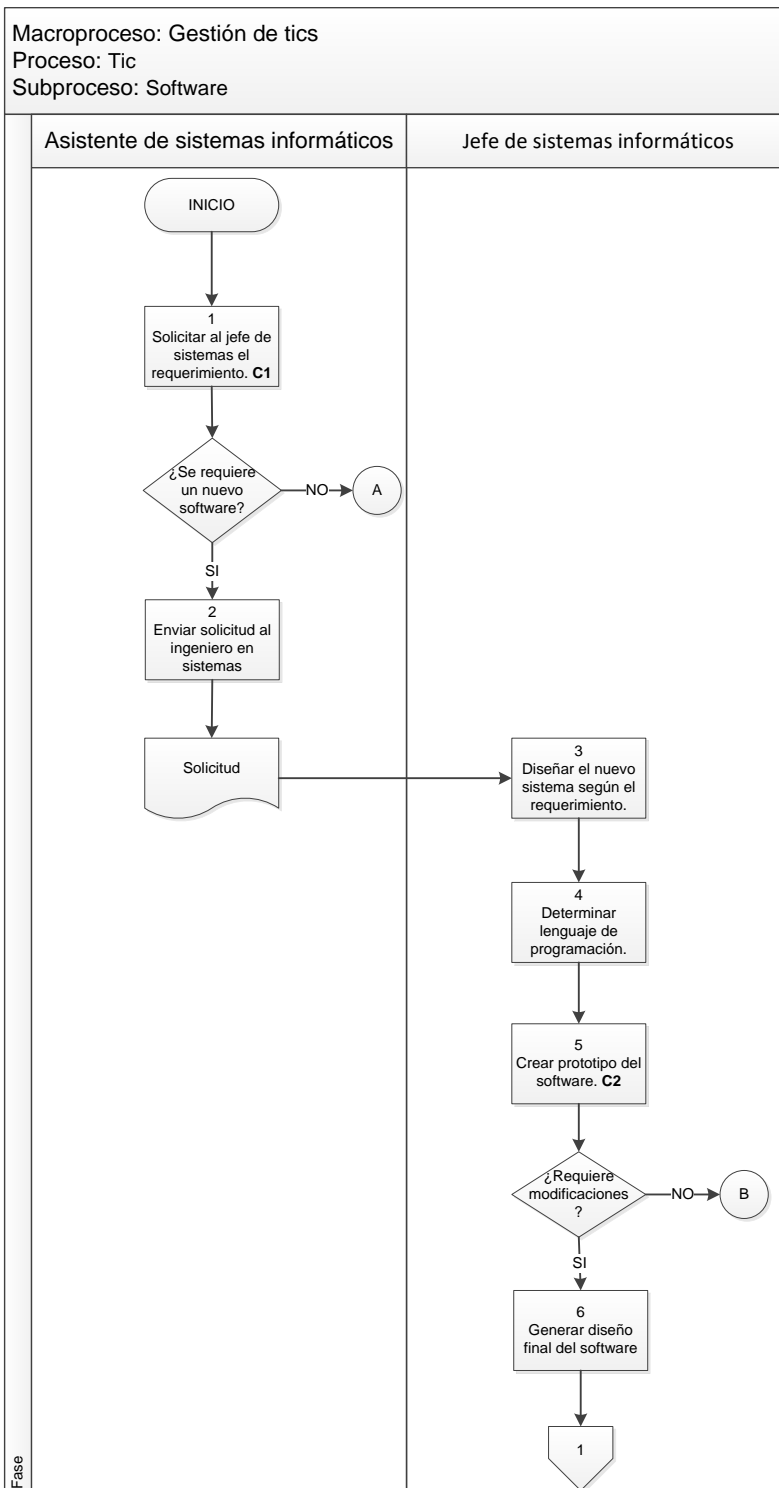 Macroproceso: Gestión de tics
Proceso: Tic
Subproceso: Software
Asistente de sistemas informáticos
Jefe de sistemas informáticos
INICIO
1
Solicitar al jefe de
sistemas el
requerimiento. C1
¿Se requiere
un nuevo
software?
NO
A
SI
2
Enviar solicitud al
ingeniero en
sistemas
Solicitud
3
Diseñar el nuevo
sistema según el
requerimiento.
4
Determinar
lenguaje de
programación.
5
Crear prototipo del
software. C2
¿Requiere
modificaciones
?
NO
B
SI
6
Generar diseño
final del software
1
Fase